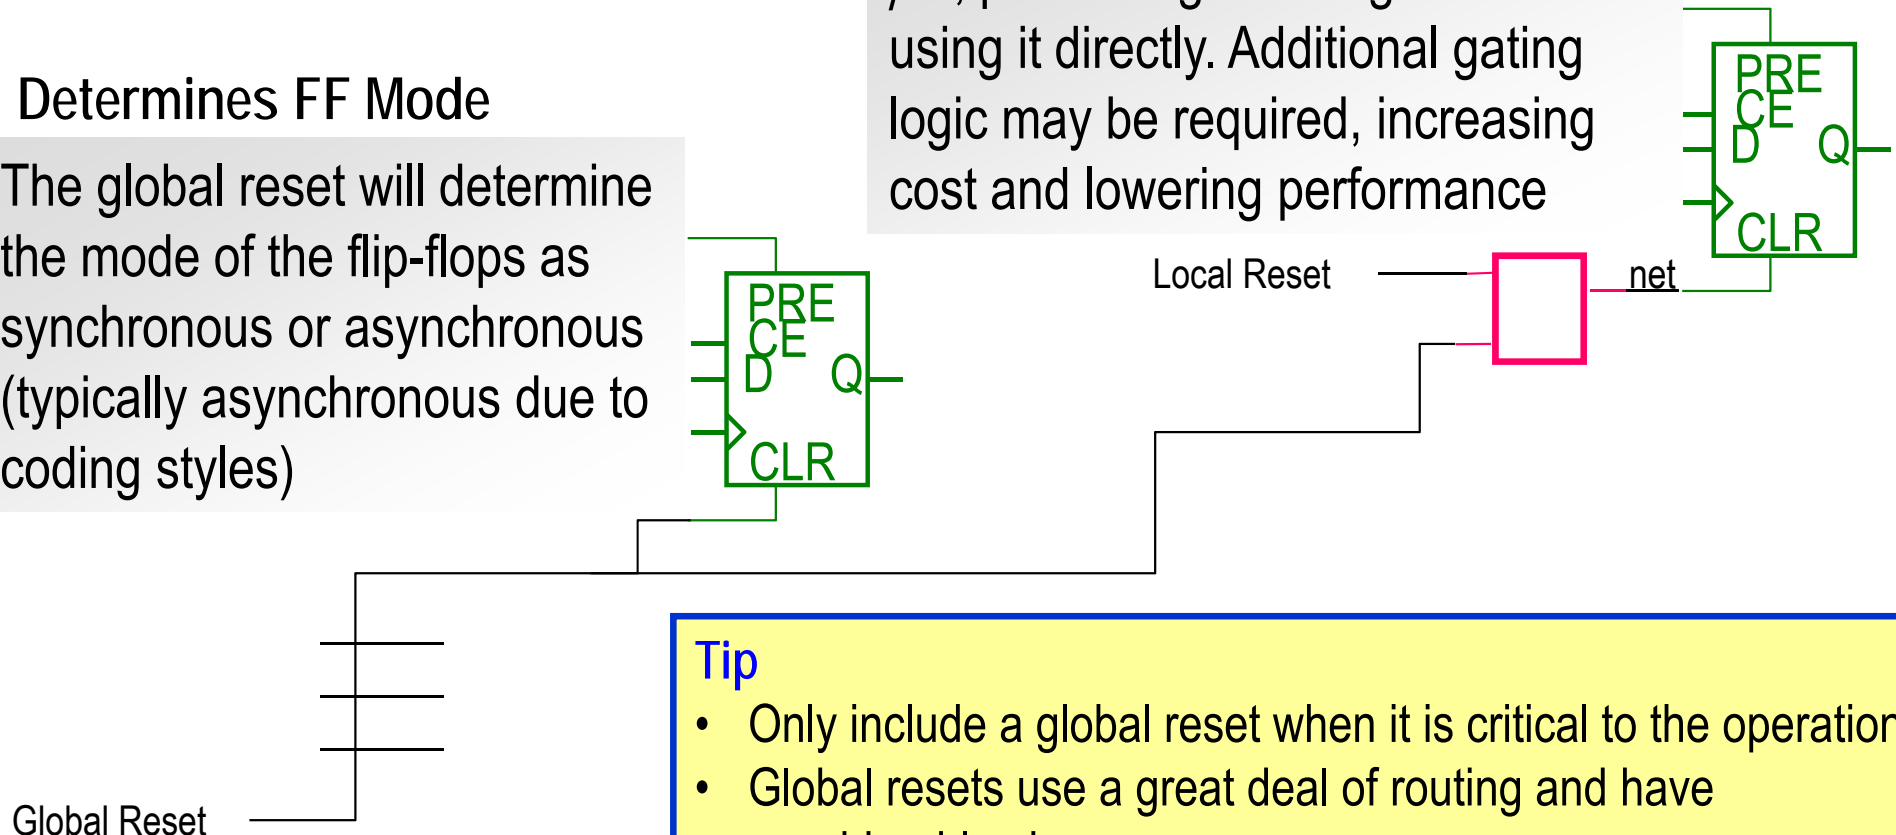 using it directly. Additional gating
logic may be required, increasing
cost and lowering performance
Determines FF Mode
The global reset will determine
the mode of the flip-flops as
synchronous or asynchronous
(typically asynchronous due to
coding styles)
PRE
CE
D Q
CLR
Local Reset
net
PRE
CE
D Q
CLR
Global Reset
Tip
• Only include a global reset when it is critical to the operation
• Global resets use a great deal of routing and have